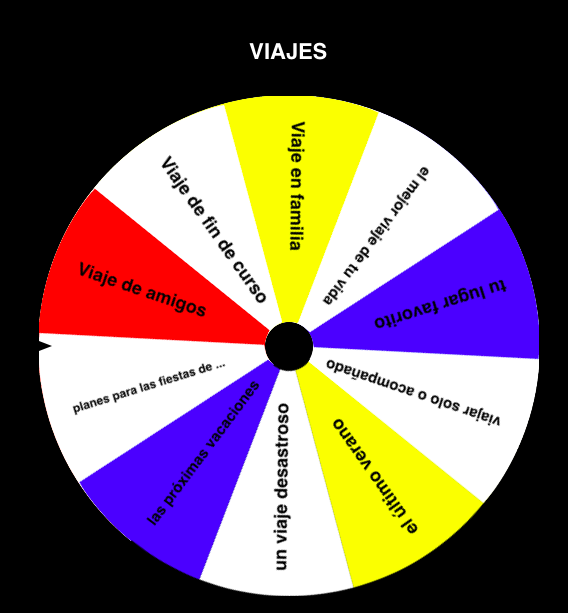 VIAJES
Viaje en familia
el mejor viaje de tu vida
tu lugar favorito
viajar solo o acompañado
el último verano
un viaje desastroso
las próximas vacaciones
planes para las fiestas de ...
Viaje de amigos
Viaje de fin de curso